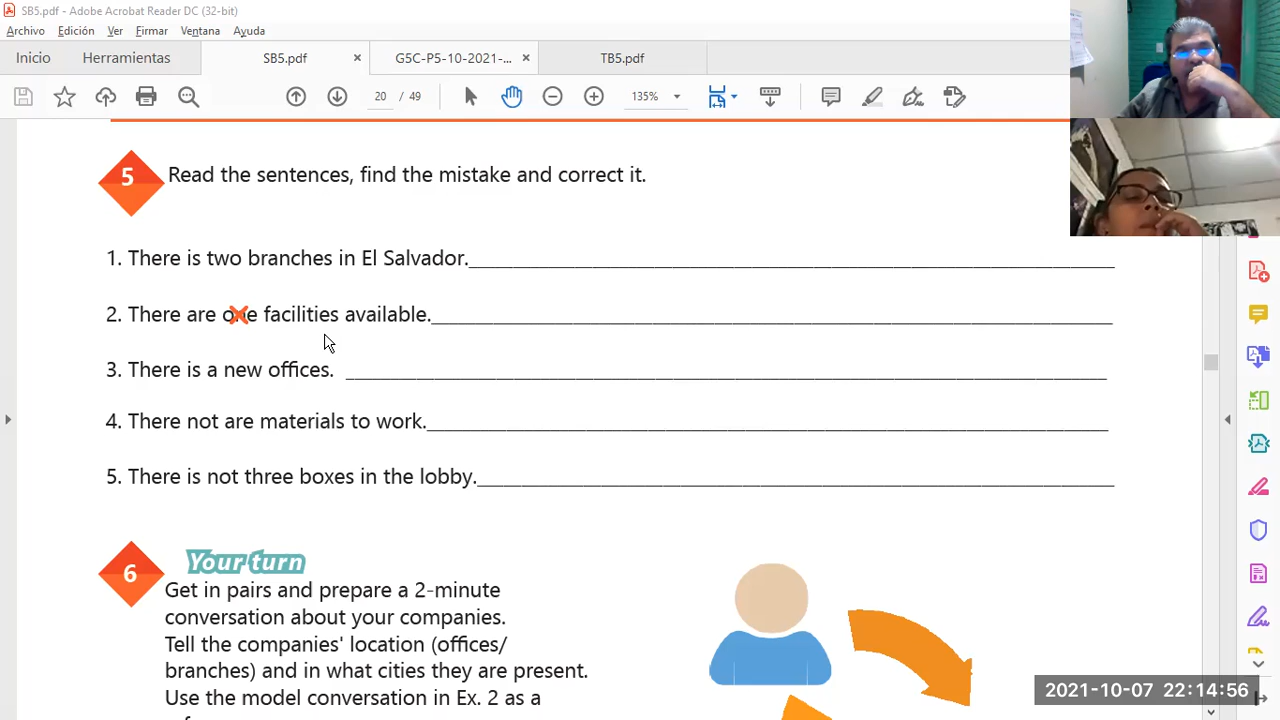 SB5.pdf - Adobe Acrobat Reader DC (32-bit)
Archivo Edición Ver Firmar Ventana Ayuda
Inicio Herramientas SB5.pdf G5C-P5-10-2021-... TB5.pdf
20 / 49 135%
5 Read the sentences, find the mistake and correct it.
1. There is two branches in El Salvador.
2. There are one facilities available.
3. There is a new offices.
4. There not are materials to work.
5. There is not three boxes in the lobby.
6 Your turn
Get in pairs and prepare a 2-minute
conversation about your companies.
Tell the companies' location (offices/
branches) and in what cities they are present.
Use the model conversation in Ex. 2 as a
2021-10-07 22:14:56